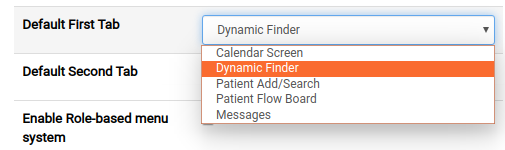 Default First Tab
Dynamic Finder
Calendar Screen
Dynamic Finder
Default Second Tab
Patient Add/Search
Patient Flow Board
Messages
Enable Role-based menu
system